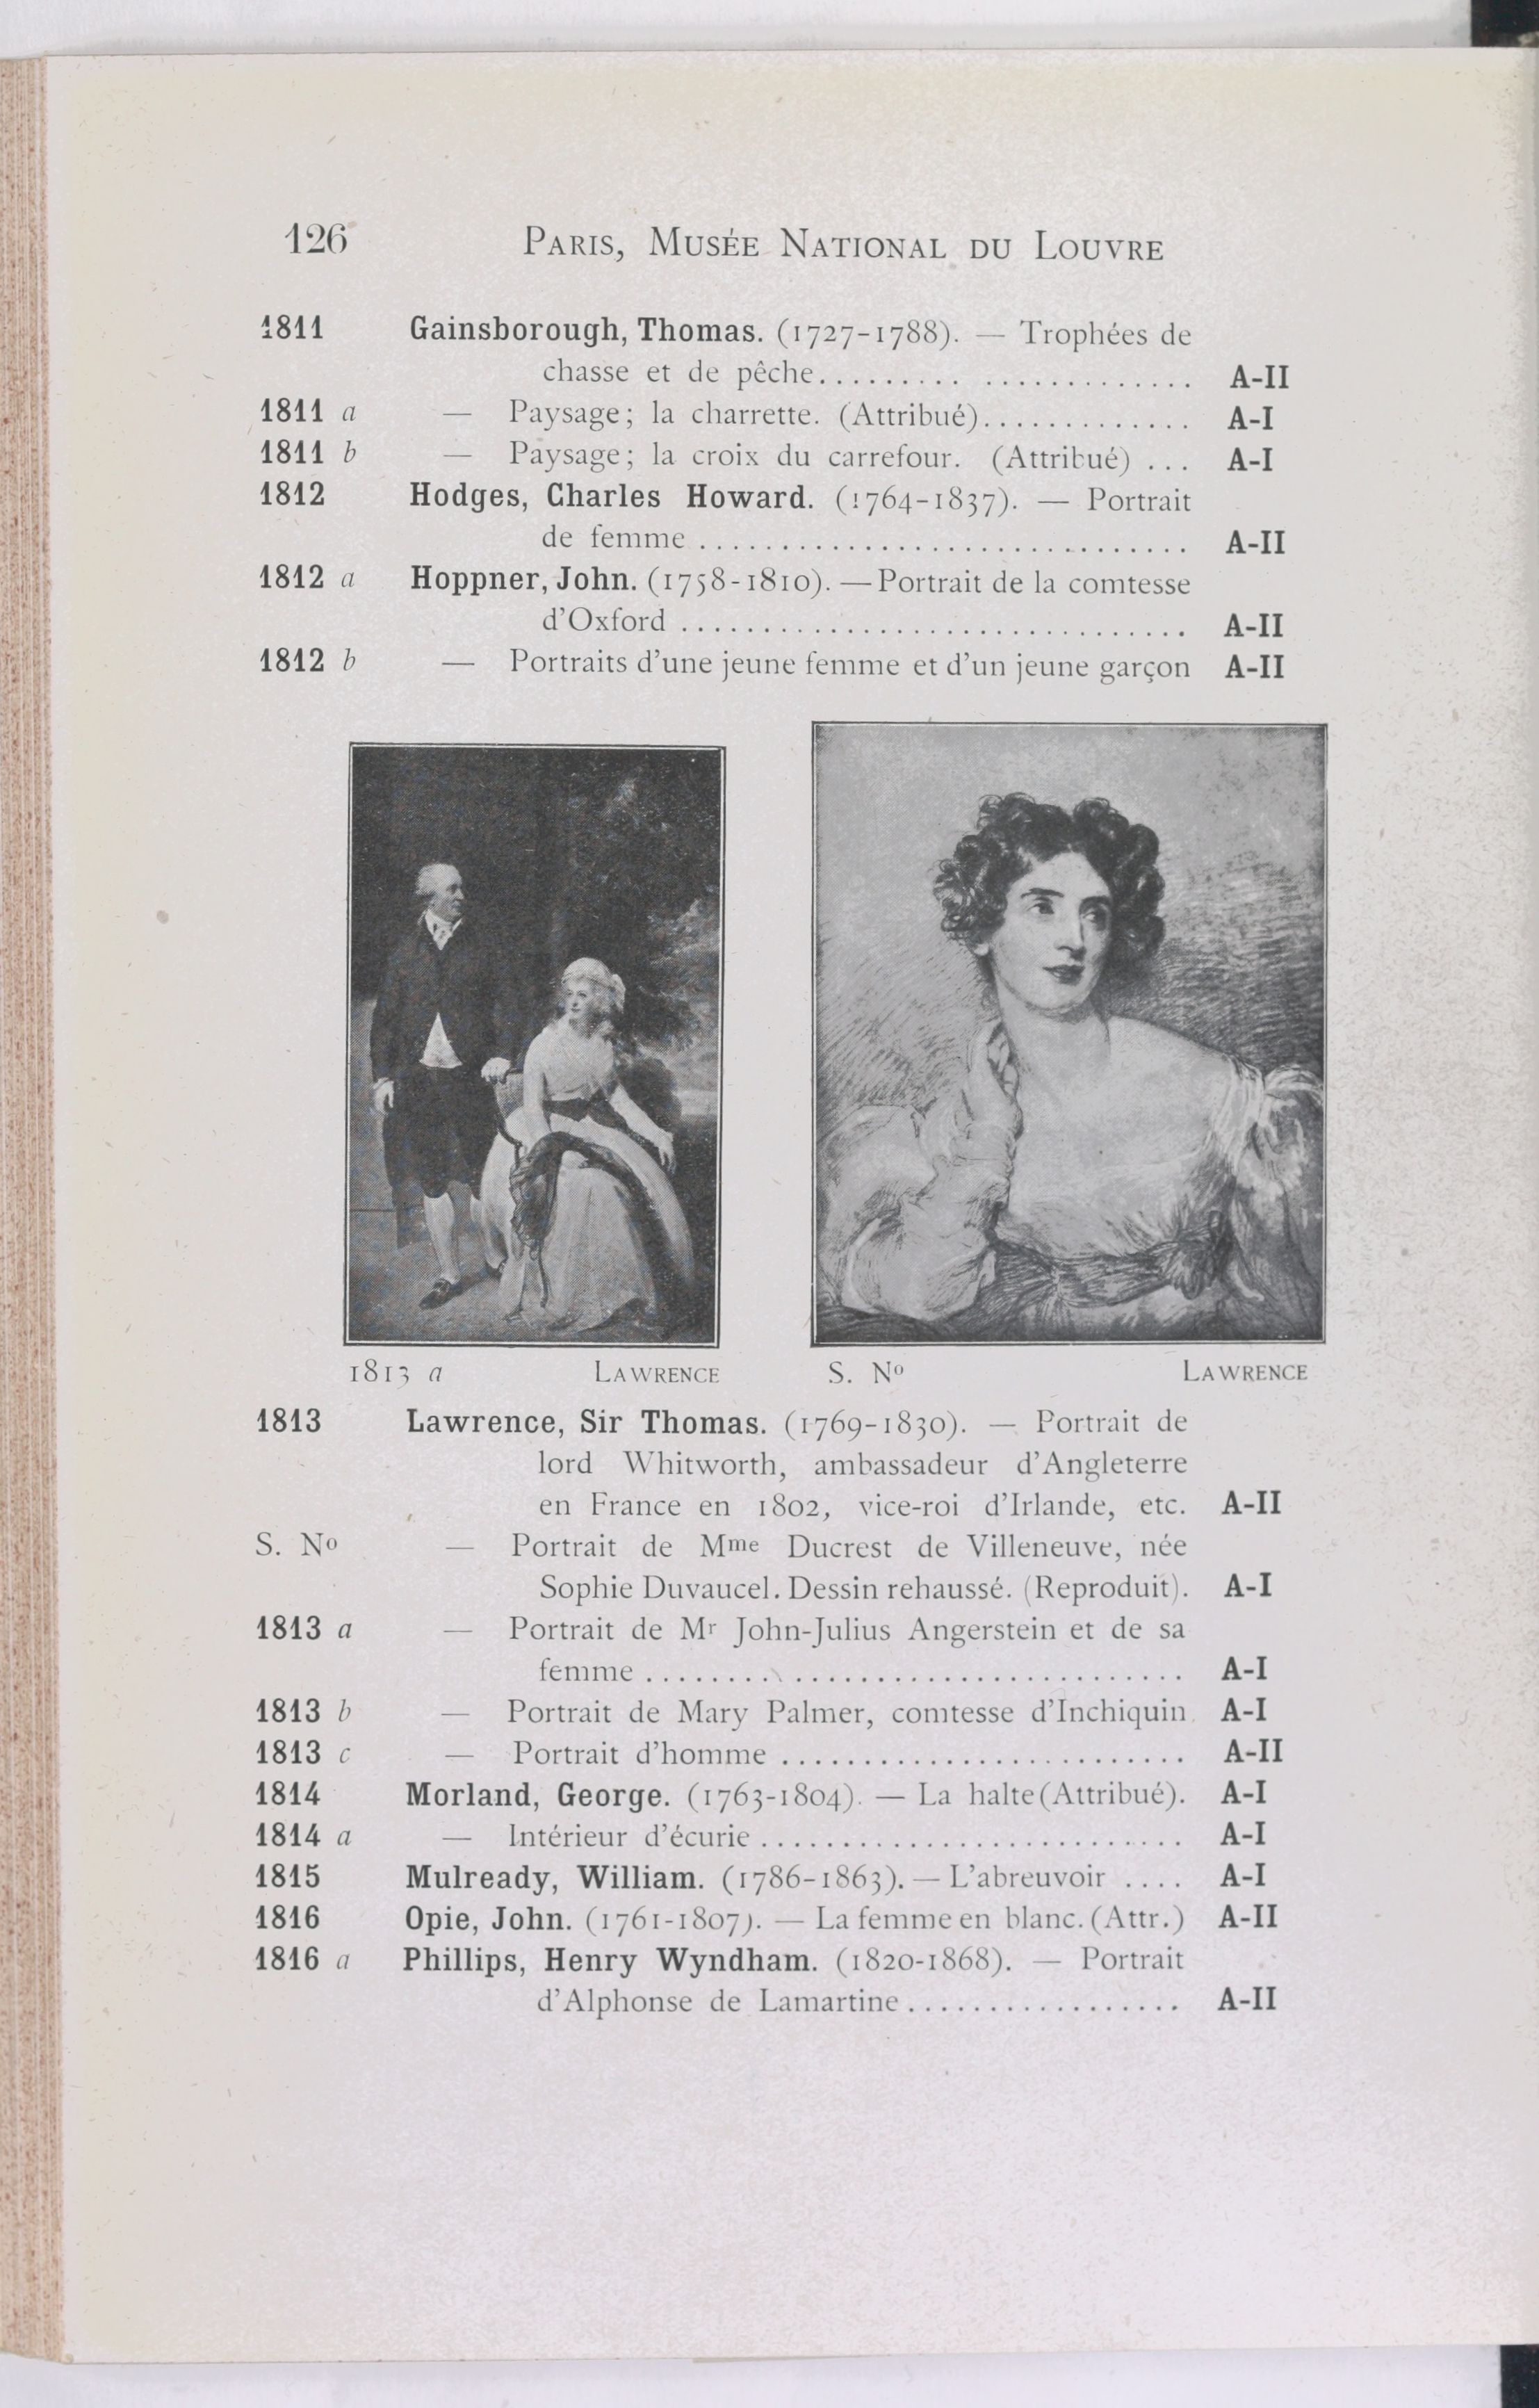 126 PARIS, MUSÉE NATIONAL DU LOUVRE
1811 Gainsborough, Thomas. (1727-1788). — Trophées de
chasse et de pêche......... ............. A-II
1811 a — Paysage; la charrette. (Attribué)............. A-I
1811 b — Paysage; la croix du carrefour. (Attribué) ... A-I
1812 Hodges, Charles Howard. (1764-1837). — Portrait
de femme .............................. A-II
1812 a Hoppner, John. (1758-1810). — Portrait de la comtesse
d'Oxford ............................... A-II
1812 b — Portraits d'une jeune femme et d'un jeune garçon A-II
1813 a LAWRENCE S. No LAWRENCE
1813 Lawrence, Sir Thomas. (1769-1830). — Portrait de
lord Whitworth, ambassadeur d'Angleterre
en France en 1802, vice-roi d'Irlande, etc. A-II
S. No — Portrait de Mme Ducrest de Villeneuve, née
Sophie Duvaucel. Dessin rehaussé. (Reproduit). A-I
1813 a — Portrait de Mr John-Julius Angerstein et de sa
femme ................................. A-I
1813 b — Portrait de Mary Palmer, comtesse d'Inchiquin A-I
1813 c — Portrait d'homme ......................... A-II
1814 Morland, George. (1763-1804). — La halte (Attribué). A-I
1814 a — Intérieur d'écurie .......................... A-I
1815 Mulready, William. (1786-1863). — L'abreuvoir .... A-I
1816 Opie, John. (1761-1807). — La femme en blanc. (Attr.) A-II
1816 a Phillips, Henry Wyndham. (1820-1868). — Portrait
d'Alphonse de Lamartine ................. A-II